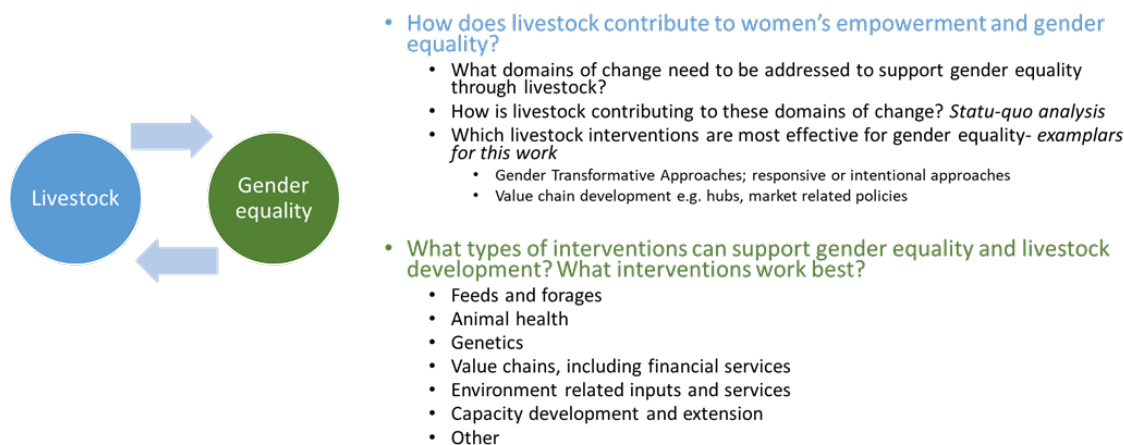 Livestock
Gender
equality
• How does livestock contribute to women's empowerment and gender
equality?
• What domains of change need to be addressed to support gender equality
through livestock?
• How is livestock contributing to these domains of change? Statu-quo analysis
• Which livestock interventions are most effective for gender equality- examplars
for this work
• Gender Transformative Approaches; responsive or intentional approaches
• Value chain development e.g. hubs, market related policies
• What types of interventions can support gender equality and livestock
development? What interventions work best?
• Feeds and forages
• Animal health
• Genetics
• Value chains, including financial services
• Environment related inputs and services
• Capacity development and extension
• Other